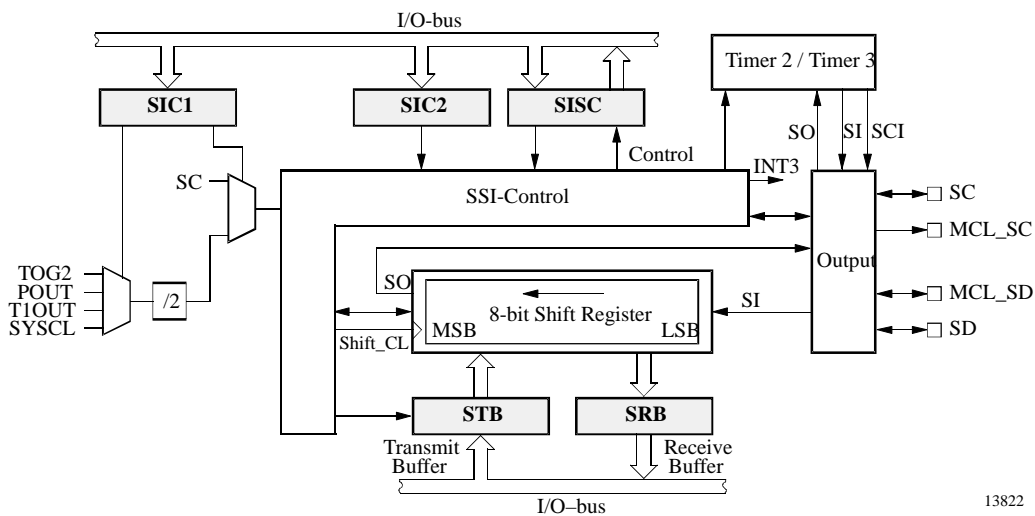 I/O-bus
Timer 2 / Timer 3
SIC1
SIC2
SISC
SO
SI
SCI
Control
INT3
SC
SSI-Control
SC
MCL_SC
Output
TOG2
POUT
T1OUT
SYSCL
/2
SO
SI
MCL_SD
SD
8-bit Shift Register
MSB
LSB
Shift_CL
STB
SRB
Transmit
Buffer
Receive
Buffer
I/O–bus
13822